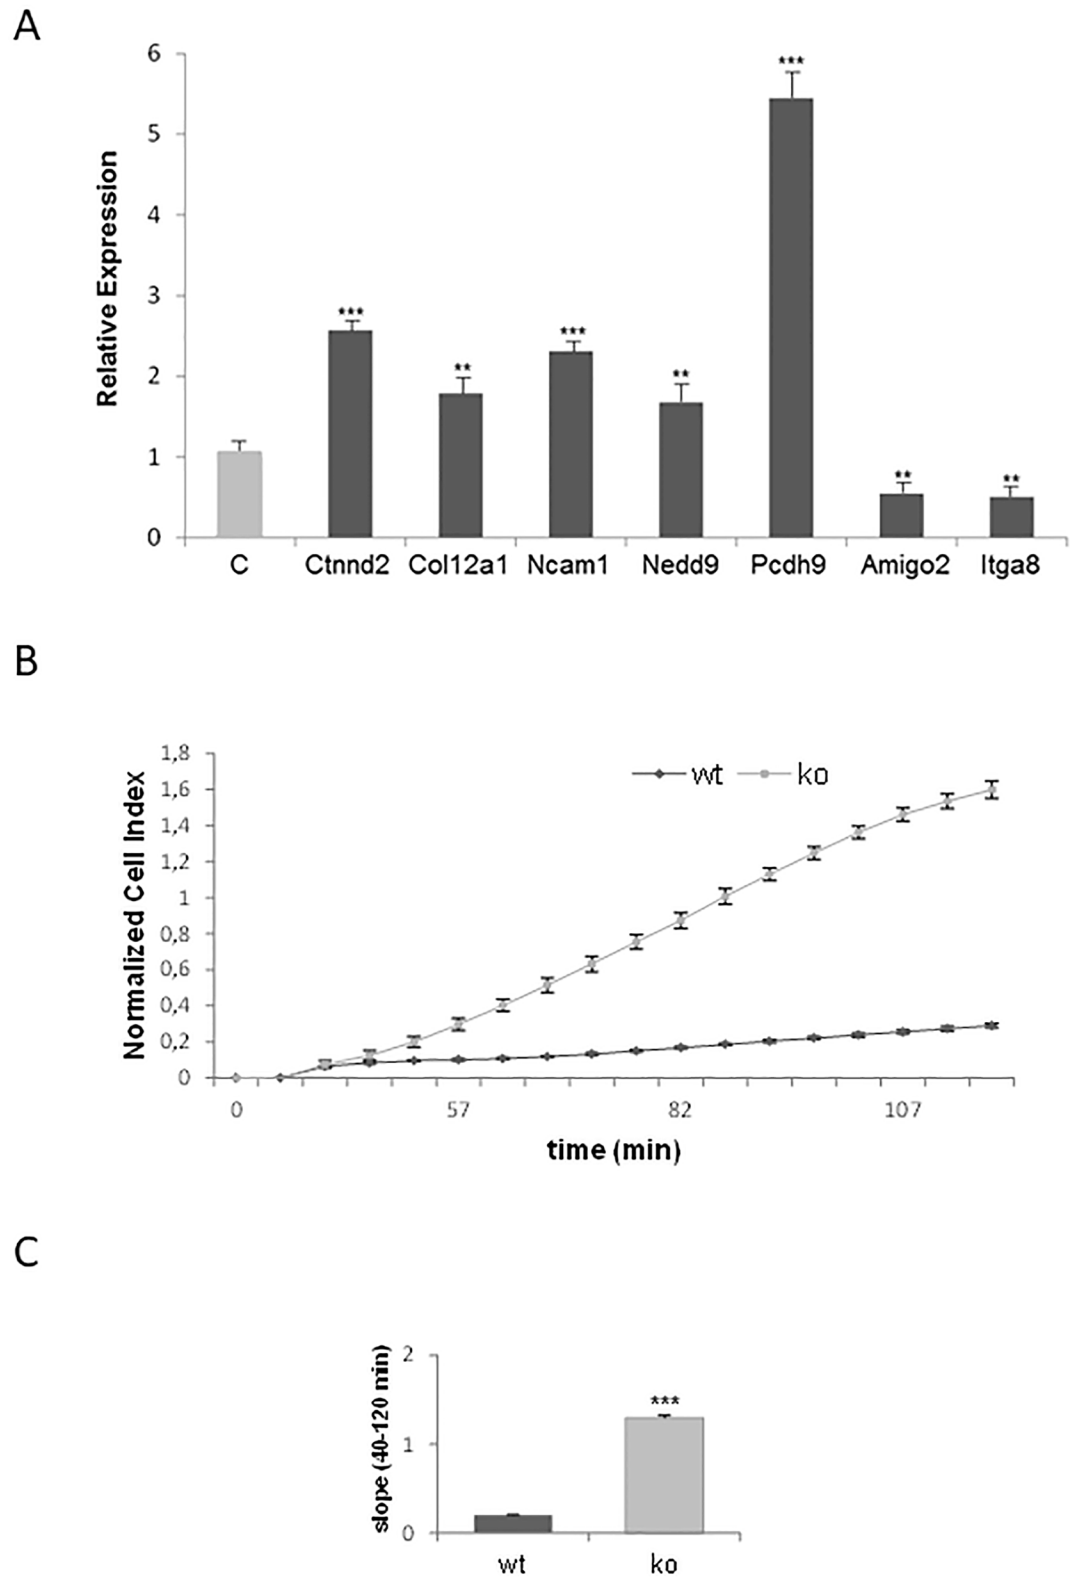 A
Relative Expression
6
5
4
3
2
1
0
***
**
***
**
***
**
**
C Ctnnd2 Col12a1 Ncam1 Nedd9 Pcdh9 Amigo2 Itga8
B
Normalized Cell Index
1,8
1,6
1,4
1,2
1
0,8
0,6
0,4
0,2
0
wt ko
0 57 82 107
time (min)
C
slope (40-120 min)
2
1
0
***
wt ko